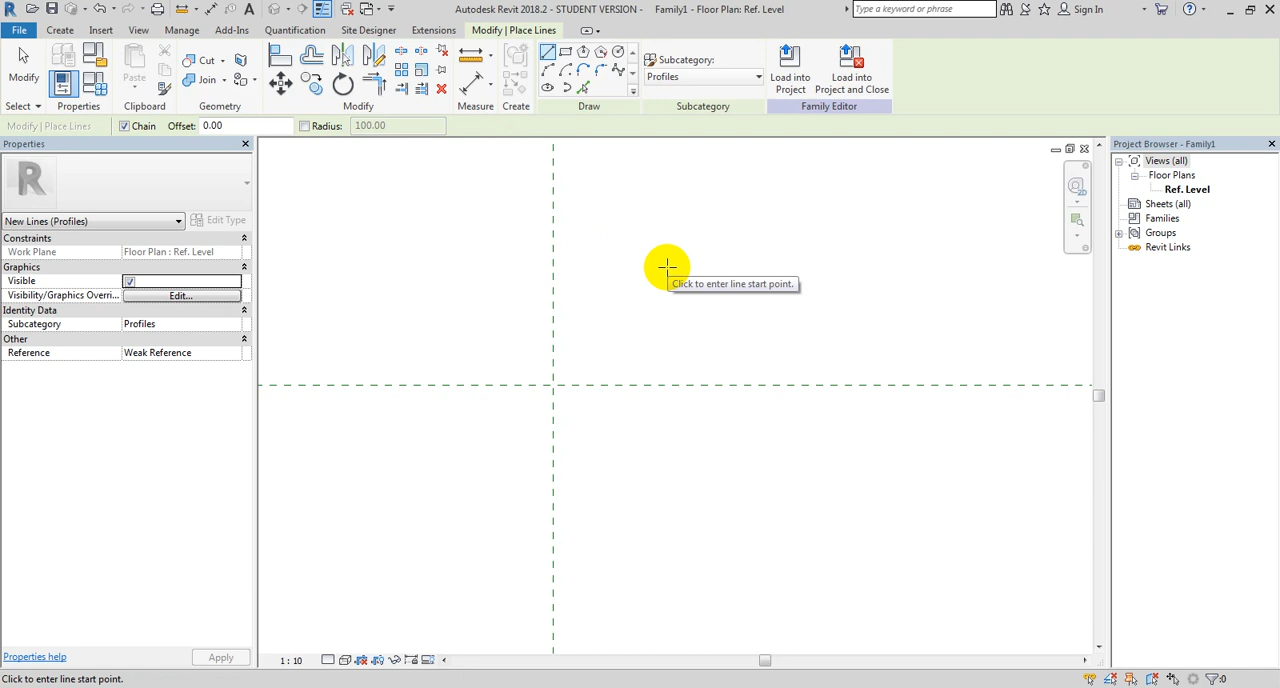 Autodesk Revit 2018.2 - STUDENT VERSION - Family1 - Floor Plan: Ref. Level
Type a keyword or phrase
Sign In
File Create Insert View Manage Add-Ins Quantification Site Designer Extensions Modify | Place Lines
Modify
Paste
Cut
Join
Subcategory:
Profiles
Load into
Project
Load into
Project and Close
Select Properties Clipboard Geometry Modify Measure Create Draw Subcategory Family Editor
Modify | Place Lines Chain Offset: 0.00 Radius: 100.00
Properties
New Lines (Profiles) Edit Type
Constraints
Work Plane Floor Plan : Ref. Level
Graphics
Visible
Visibility/Graphics Overri... Edit...
Identity Data
Subcategory Profiles
Other
Reference Weak Reference
Properties help Apply
Click to enter line start point.
2D
Project Browser - Family1
Views (all)
Floor Plans
Ref. Level
Sheets (all)
Families
Groups
Revit Links
1 : 10
Click to enter line start point.
:0